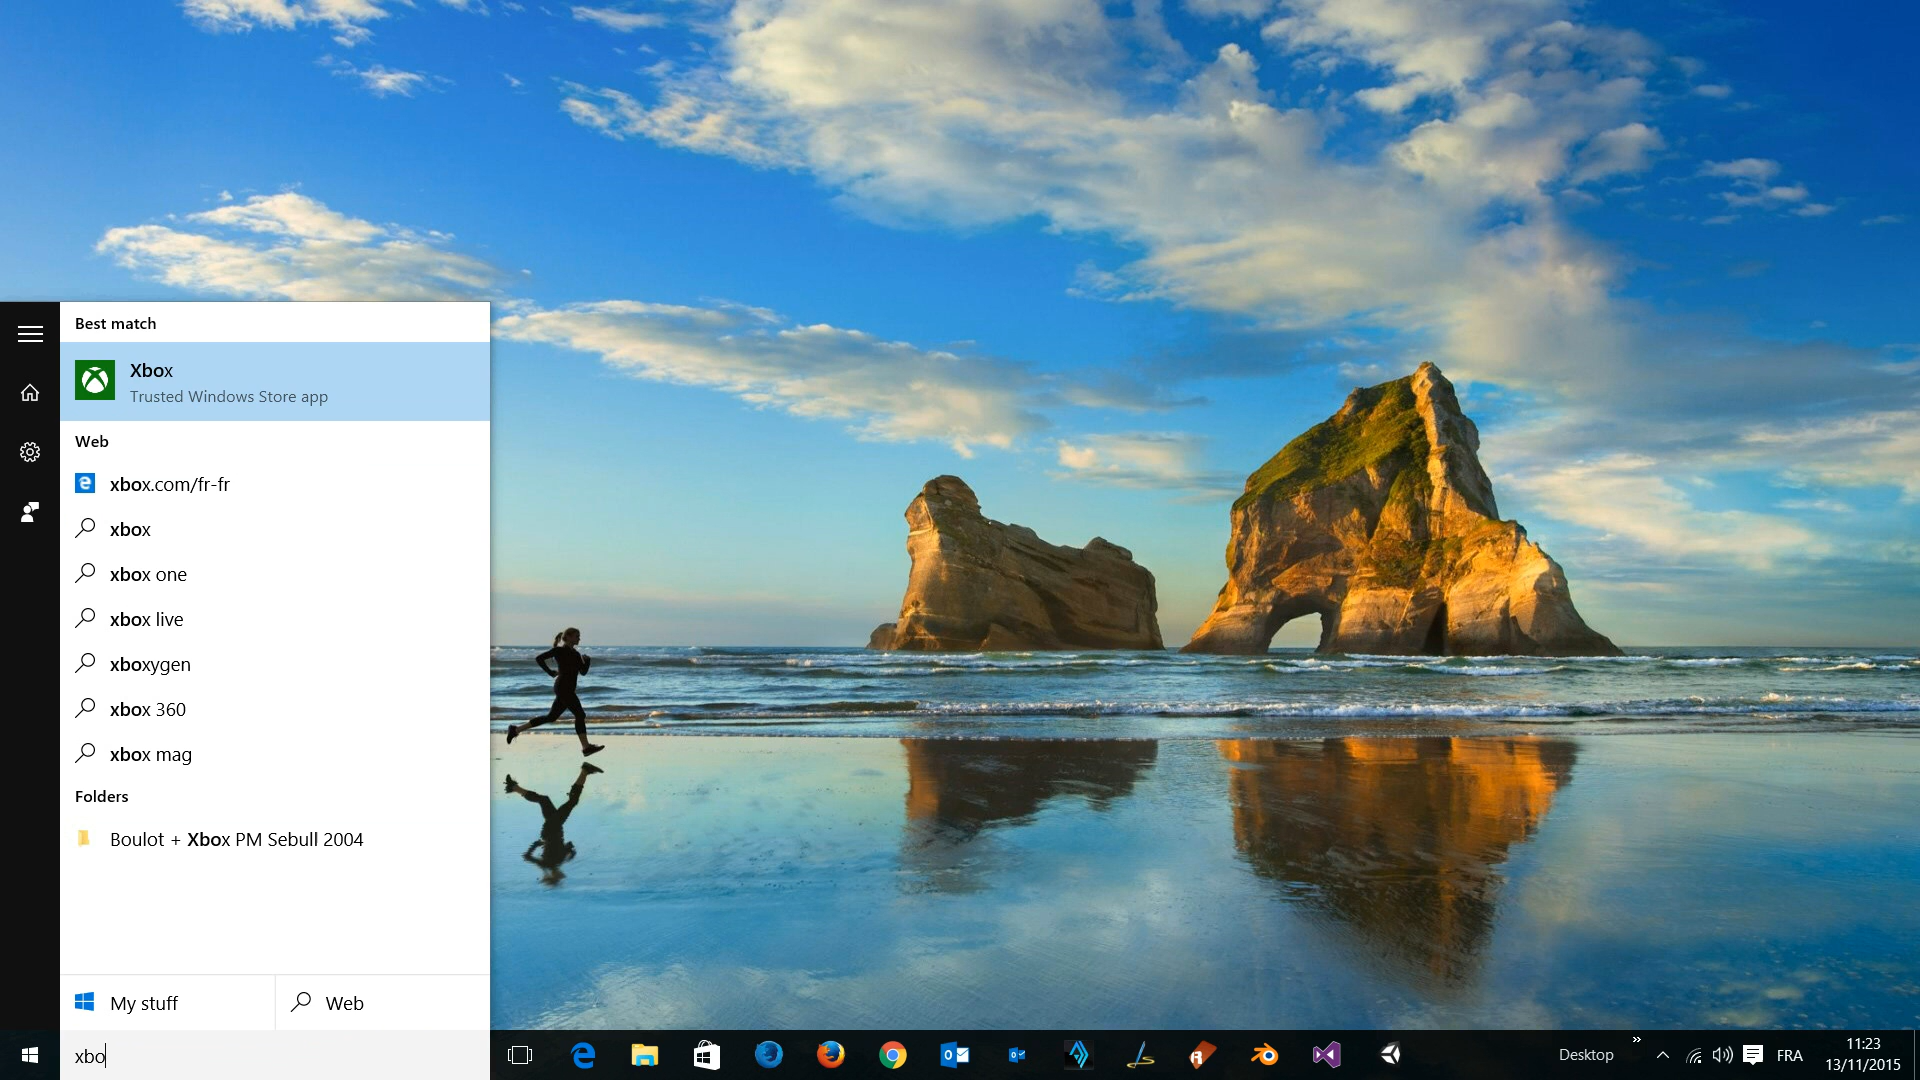 Best match
Xbox
Trusted Windows Store app
Web
xbox.com/fr-fr
xbox
xbox one
xbox live
xboxygen
xbox 360
xbox mag
Folders
Boulot + Xbox PM Sebull 2004
My stuff
Web
xbo
Desktop
FRA
11:23
13/11/2015